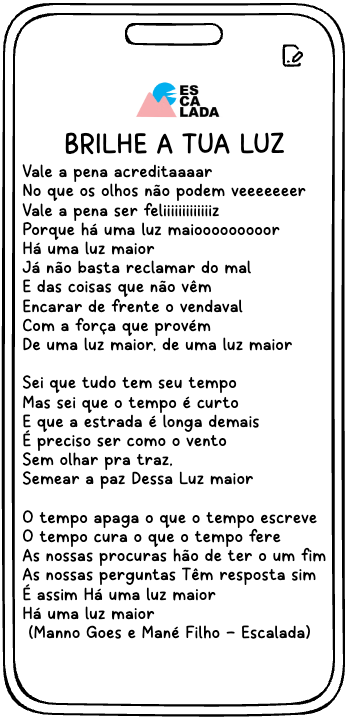 ES
CA
LADA
BRILHE A TUA LUZ
Vale a pena acreditaaaar
No que os olhos não podem veeeeeeer
Vale a pena ser feliiiiiiiiiiiiiz
Porque há uma luz maioooooooooor
Há uma luz maior
Já não basta reclamar do mal
E das coisas que não vêm
Encarar de frente o vendaval
Com a força que provém
De uma luz maior, de uma luz maior
Sei que tudo tem seu tempo
Mas sei que o tempo é curto
E que a estrada é longa demais
É preciso ser como o vento
Sem olhar pra traz,
Semear a paz Dessa Luz maior
O tempo apaga o que o tempo escreve
O tempo cura o que o tempo fere
As nossas procuras hão de ter o um fim
As nossas perguntas Têm resposta sim
É assim Há uma luz maior
Há uma luz maior
(Manno Goes e Mané Filho – Escalada)